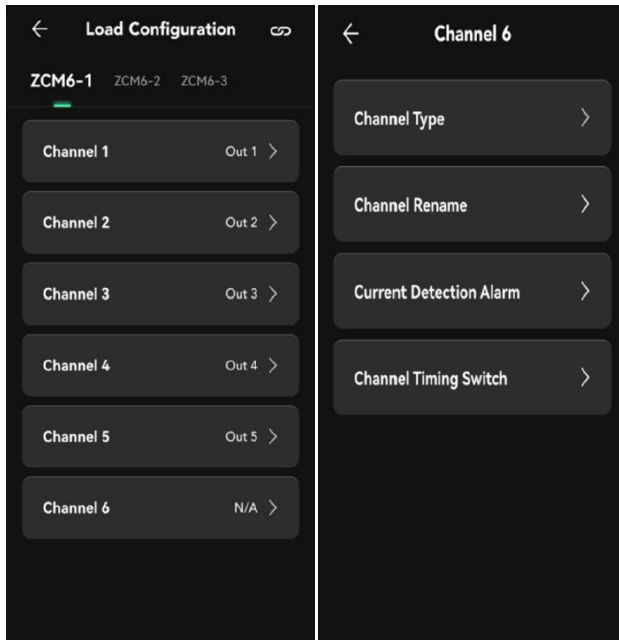 Load Configuration
ZCM6-1 ZCM6-2 ZCM6-3
Channel 1 Out 1
Channel 2 Out 2
Channel 3 Out 3
Channel 4 Out 4
Channel 5 Out 5
Channel 6 N/A
Channel 6
Channel Type
Channel Rename
Current Detection Alarm
Channel Timing Switch